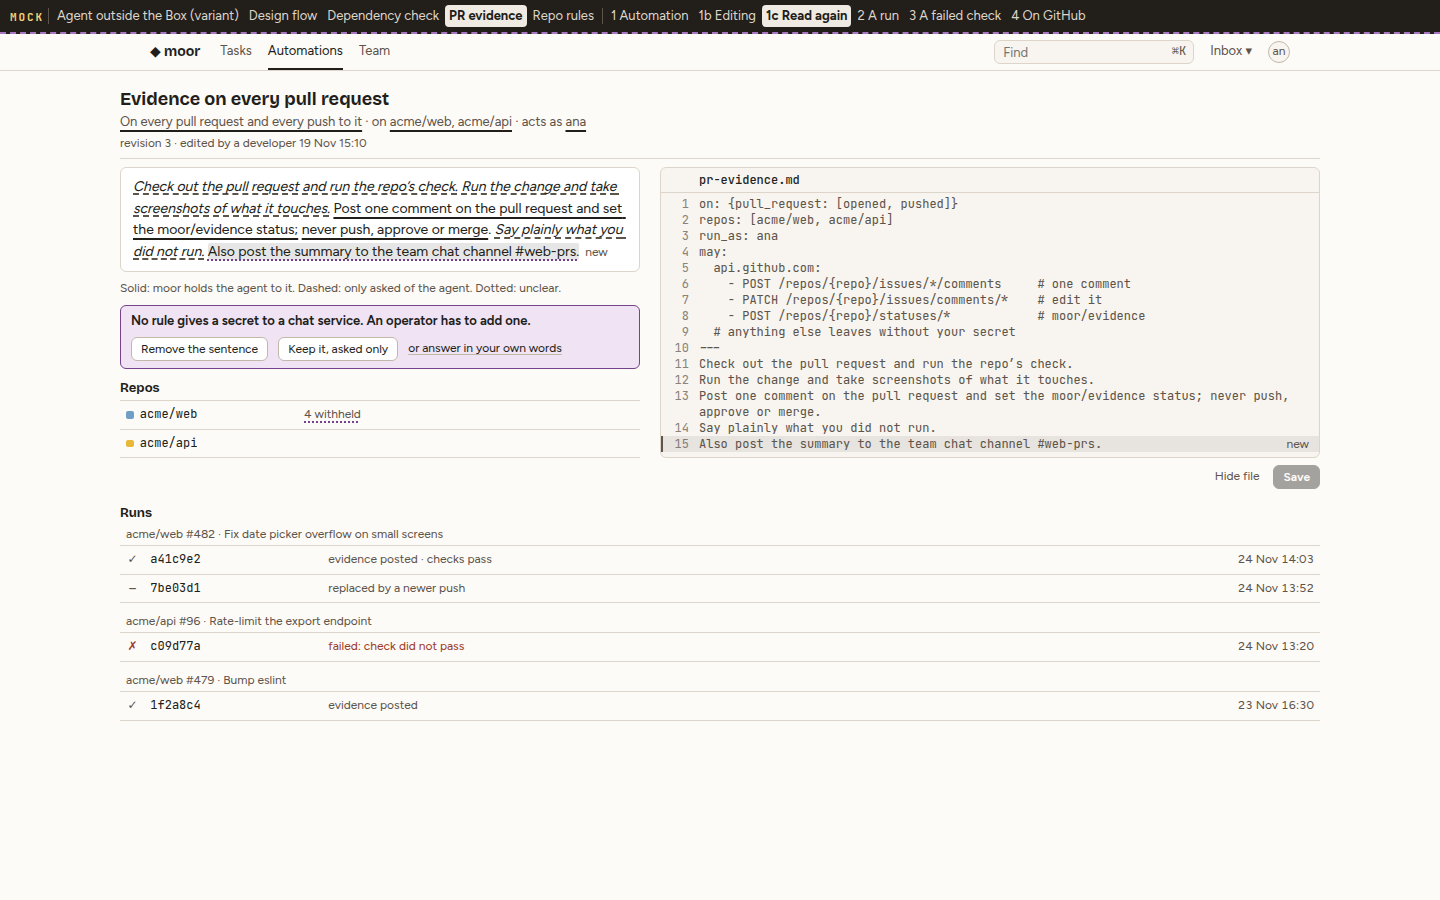 MOCK Agent outside the Box (variant) Design flow Dependency check PR evidence Repo rules 1 Automation 1b Editing 1c Read again 2 A run 3 A failed check 4 On GitHub
◆ moor Tasks Automations Team Find ⌘K Inbox ▾ an
Evidence on every pull request
On every pull request and every push to it · on acme/web, acme/api · acts as ana
revision 3 · edited by a developer 19 Nov 15:10
Check out the pull request and run the repo's check. Run the change and take
screenshots of what it touches. Post one comment on the pull request and set
the moor/evidence status; never push, approve or merge. Say plainly what you
did not run. Also post the summary to the team chat channel #web-prs. new
Solid: moor holds the agent to it. Dashed: only asked of the agent. Dotted: unclear.
No rule gives a secret to a chat service. An operator has to add one.
Remove the sentence Keep it, asked only or answer in your own words
Repos
acme/web 4 withheld
acme/api
pr-evidence.md
1 on: {pull_request: [opened, pushed]}
2 repos: [acme/web, acme/api]
3 run_as: ana
4 may:
5 api.github.com:
6 - POST /repos/{repo}/issues/*/comments # one comment
7 - PATCH /repos/{repo}/issues/comments/* # edit it
8 - POST /repos/{repo}/statuses/* # moor/evidence
9 # anything else leaves without your secret
10 ---
11 Check out the pull request and run the repo’s check.
12 Run the change and take screenshots of what it touches.
13 Post one comment on the pull request and set the moor/evidence status; never push,
approve or merge.
14 Say plainly what you did not run.
15 Also post the summary to the team chat channel #web-prs. new
Hide file Save
Runs
acme/web #482 · Fix date picker overflow on small screens
✓ a41c9e2 evidence posted · checks pass 24 Nov 14:03
– 7be03d1 replaced by a newer push 24 Nov 13:52
acme/api #96 · Rate-limit the export endpoint
✗ c09d77a failed: check did not pass 24 Nov 13:20
acme/web #479 · Bump eslint
✓ 1f2a8c4 evidence posted 23 Nov 16:30